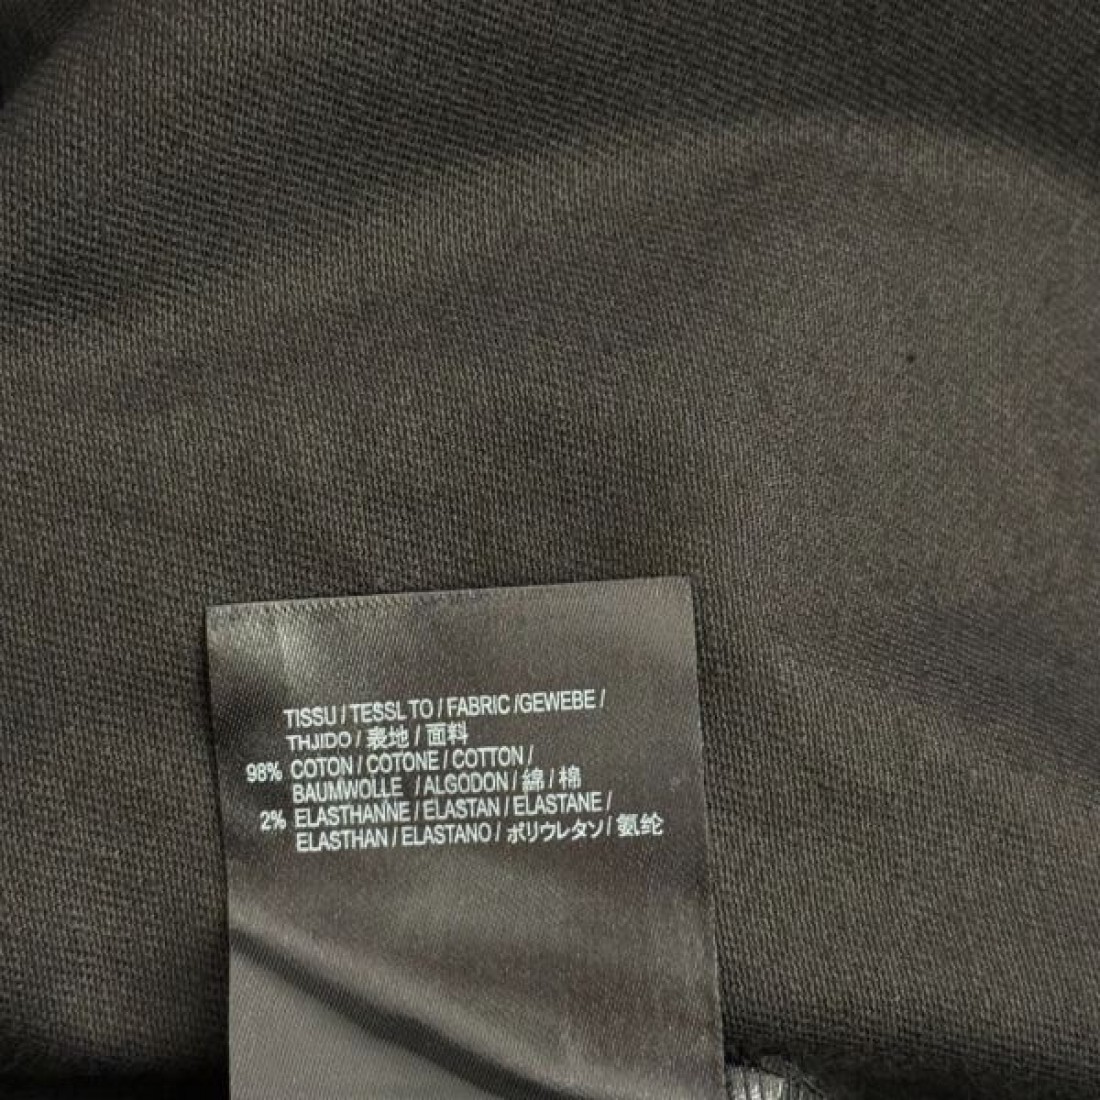 TISSU / TESSL TO / FABRIC /GEWEBE /
THJIDO / 表地 / 面料
98% COTON / COTONE / COTTON /
BAUMWOLLE / ALGODON / 綿 / 棉
2% ELASTHANNE / ELASTAN / ELASTANE /
ELASTHAN / ELASTANO / ポリウレタン / 氨纶